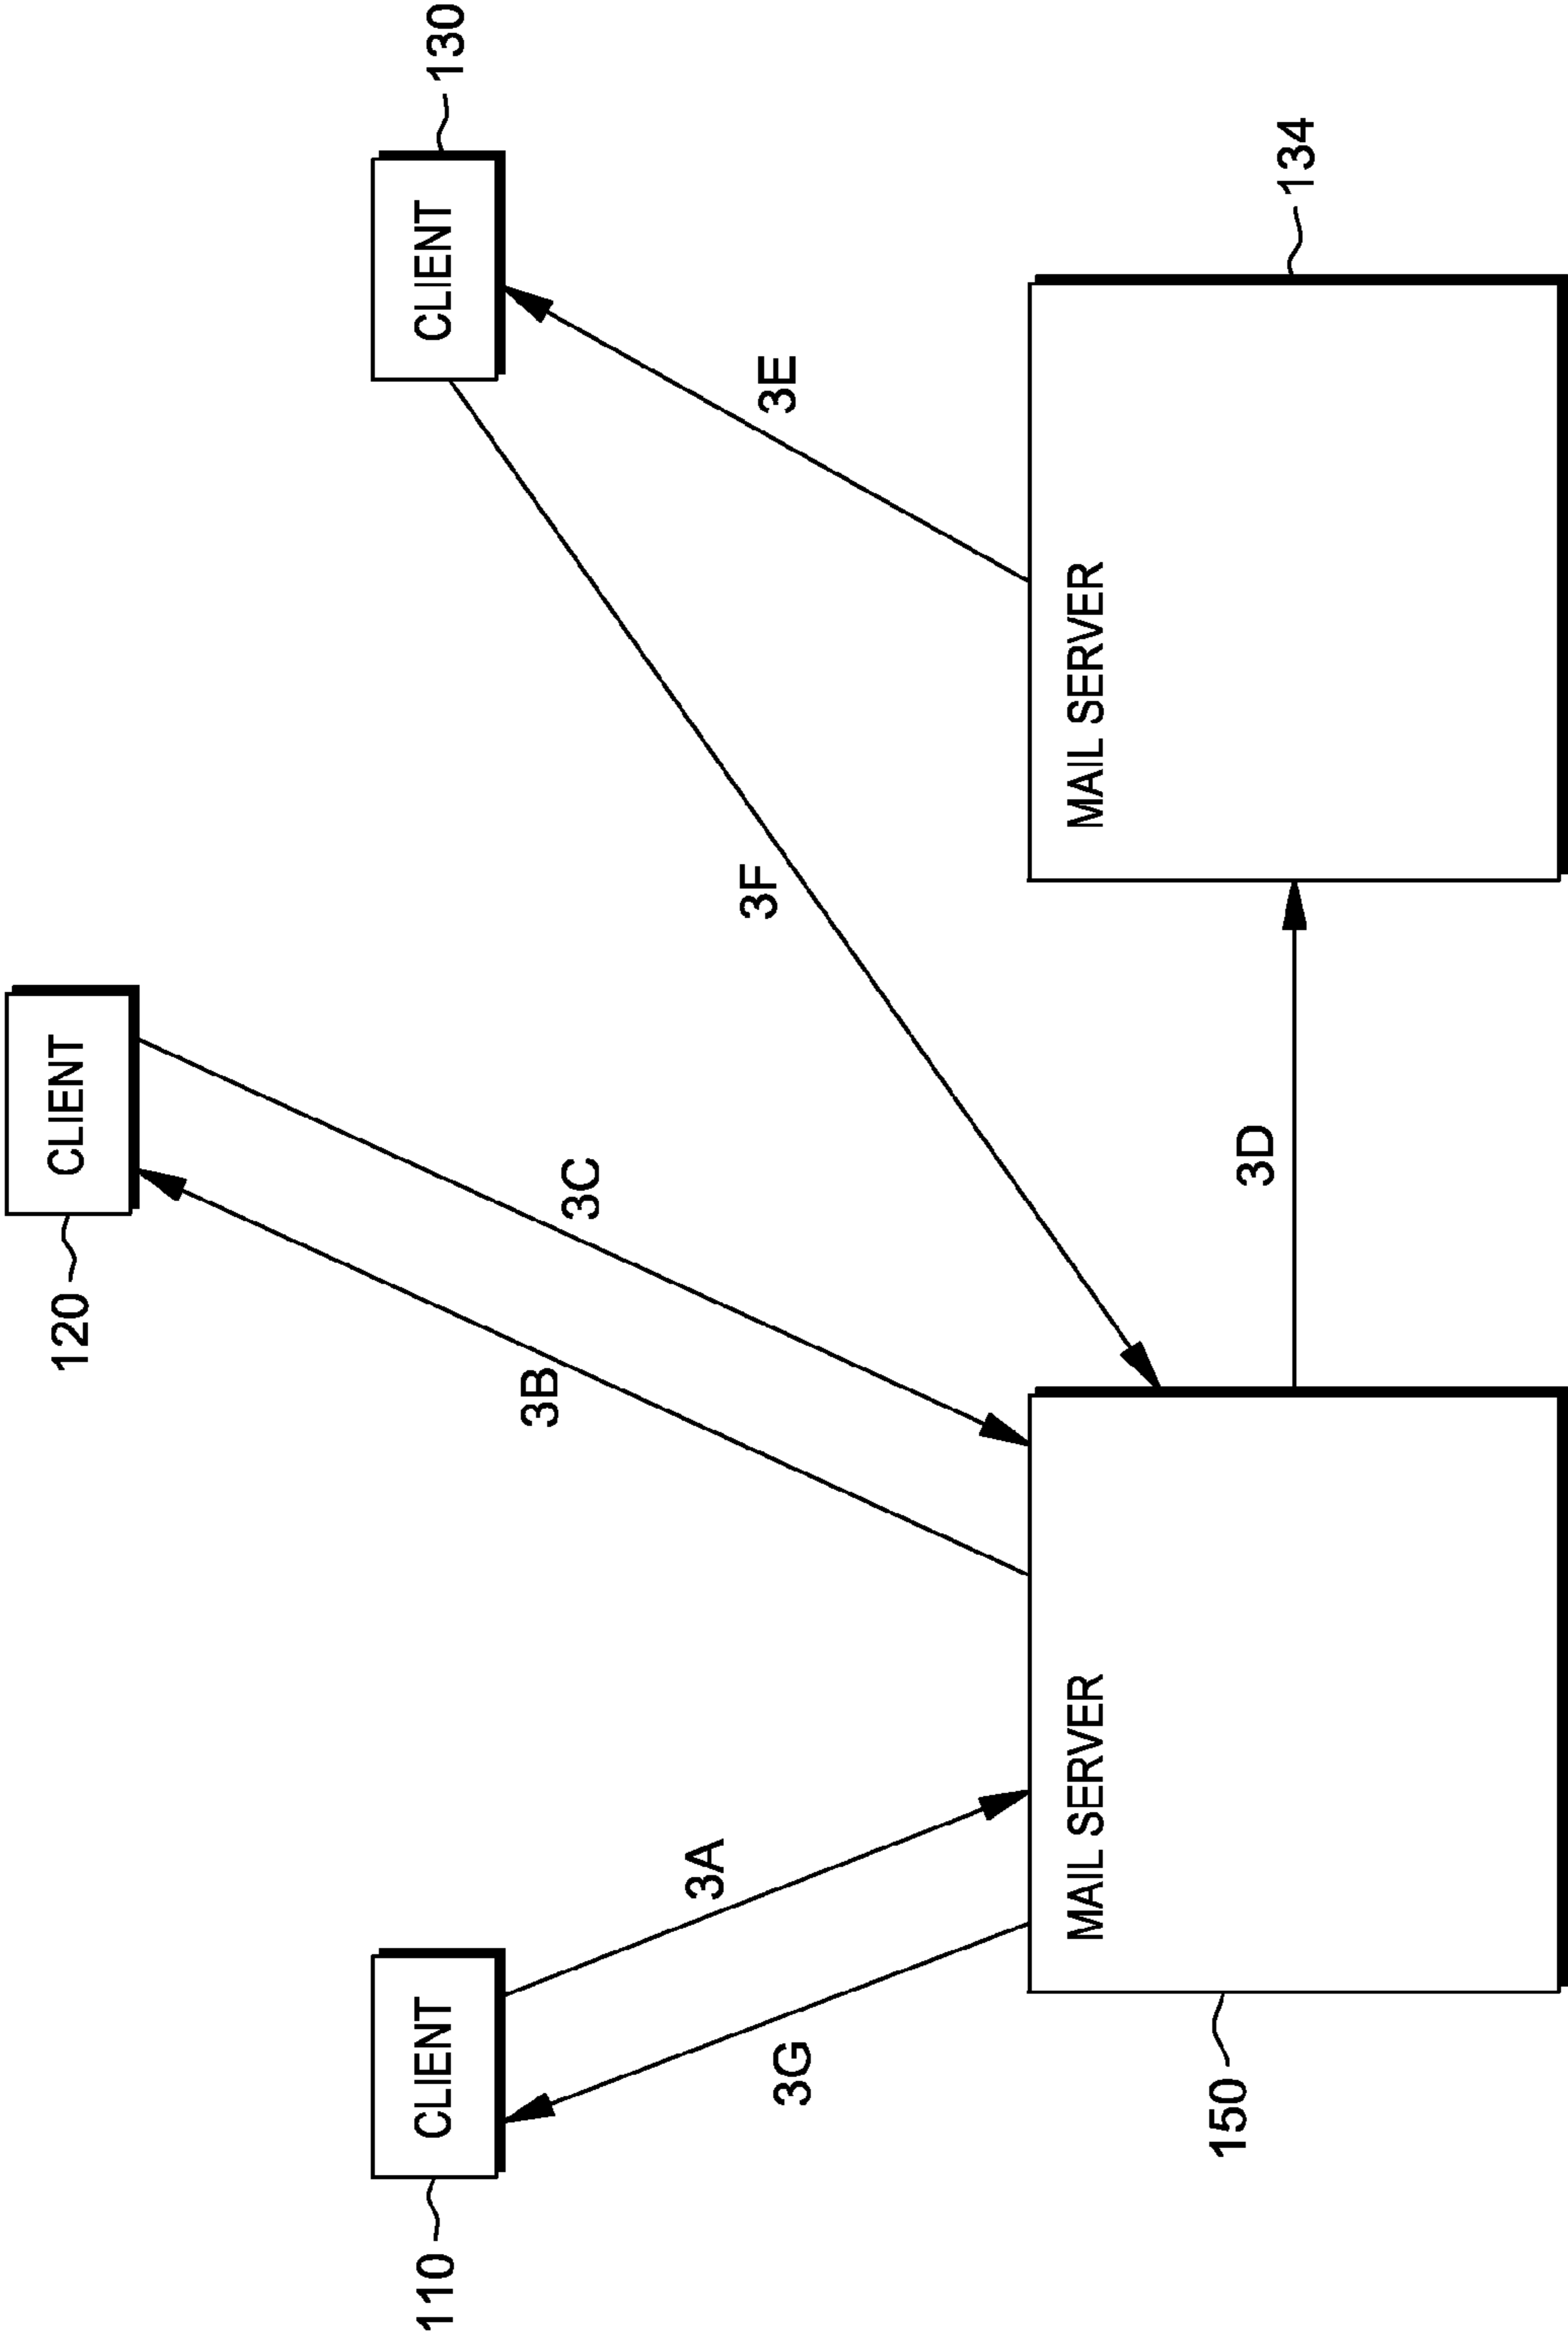 120
CLIENT
110
CLIENT
CLIENT
130
3B
3C
3A
3F
3E
3G
MAIL SERVER
MAIL SERVER
150
3D
134